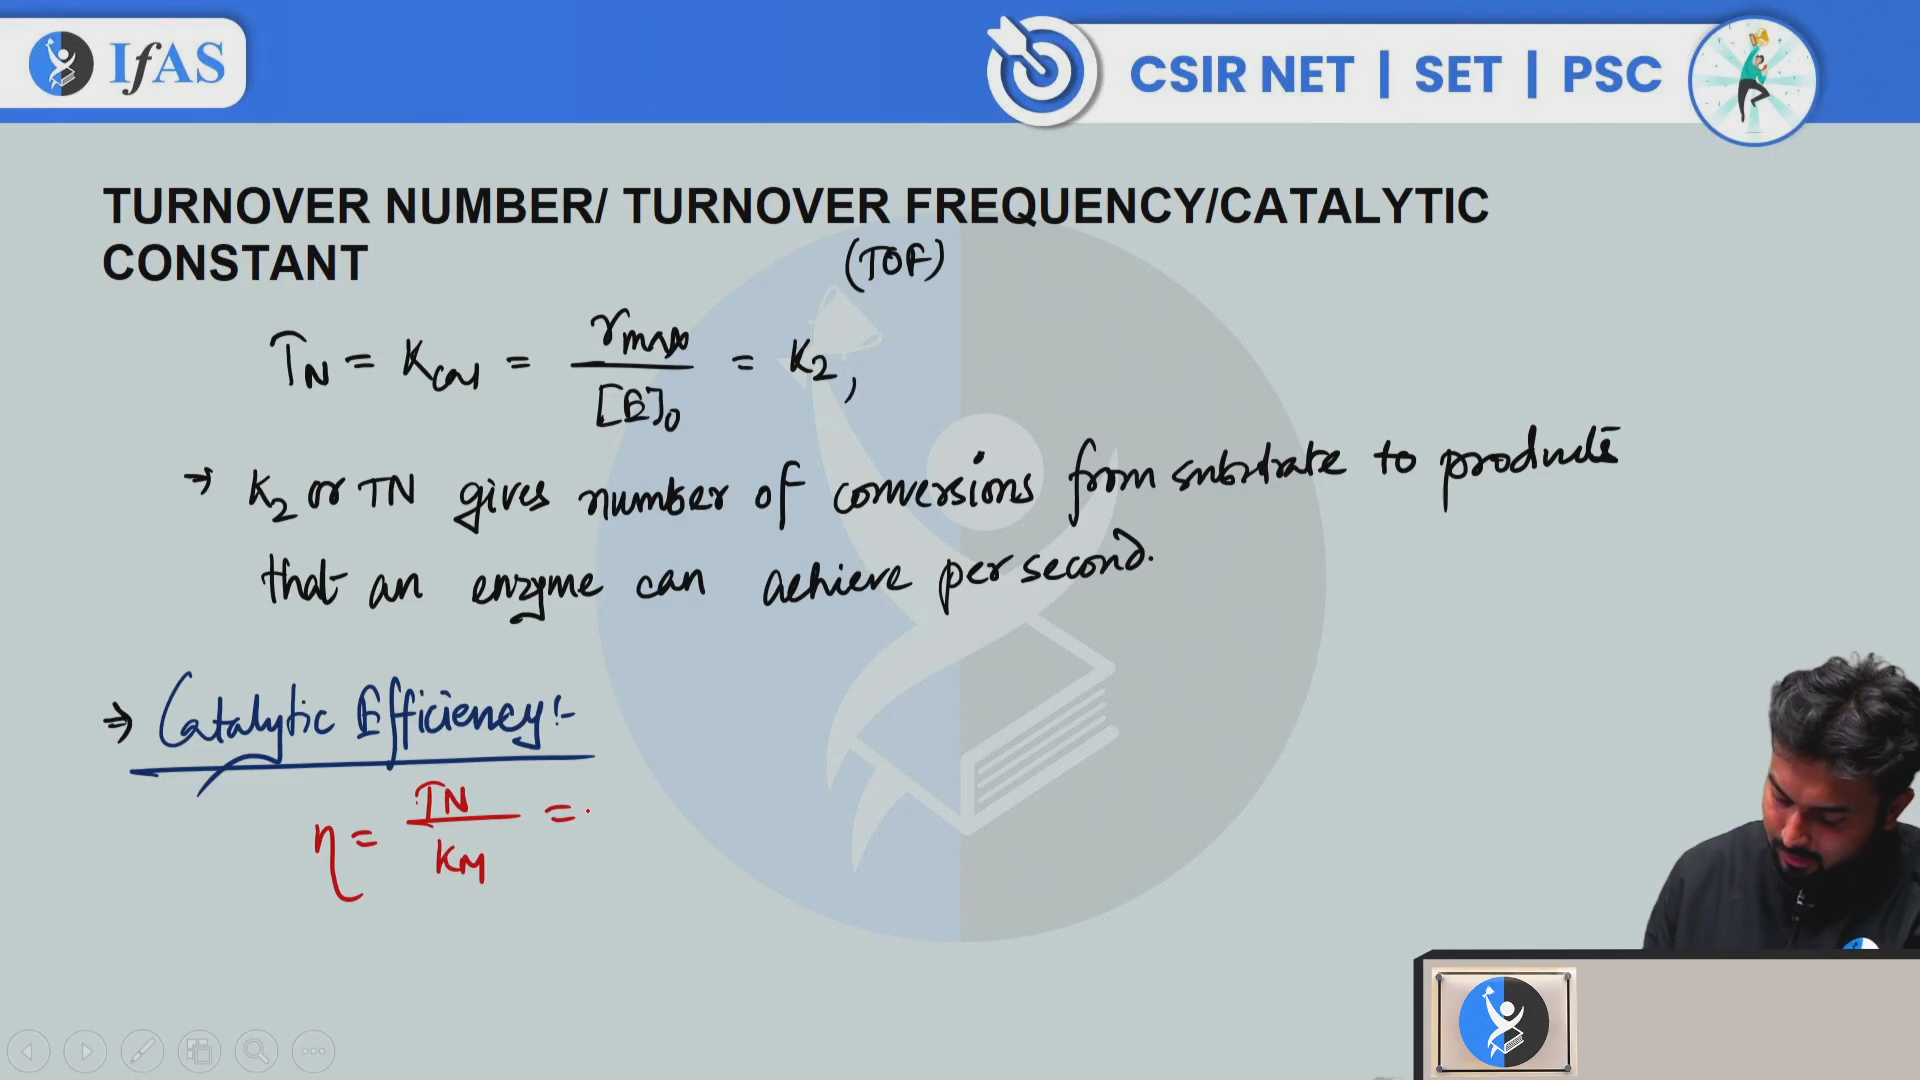 IfAS
CSIR NET | SET | PSC
TURNOVER NUMBER/ TURNOVER FREQUENCY/CATALYTIC
CONSTANT
(TOF)
TN = Kcat = rmax / [E]0 = K2,
→ K2 or TN gives number of conversions from substrate to products
that an enzyme can achieve per second.
⇒ Catalytic Efficiency:-
η = TN / KM =